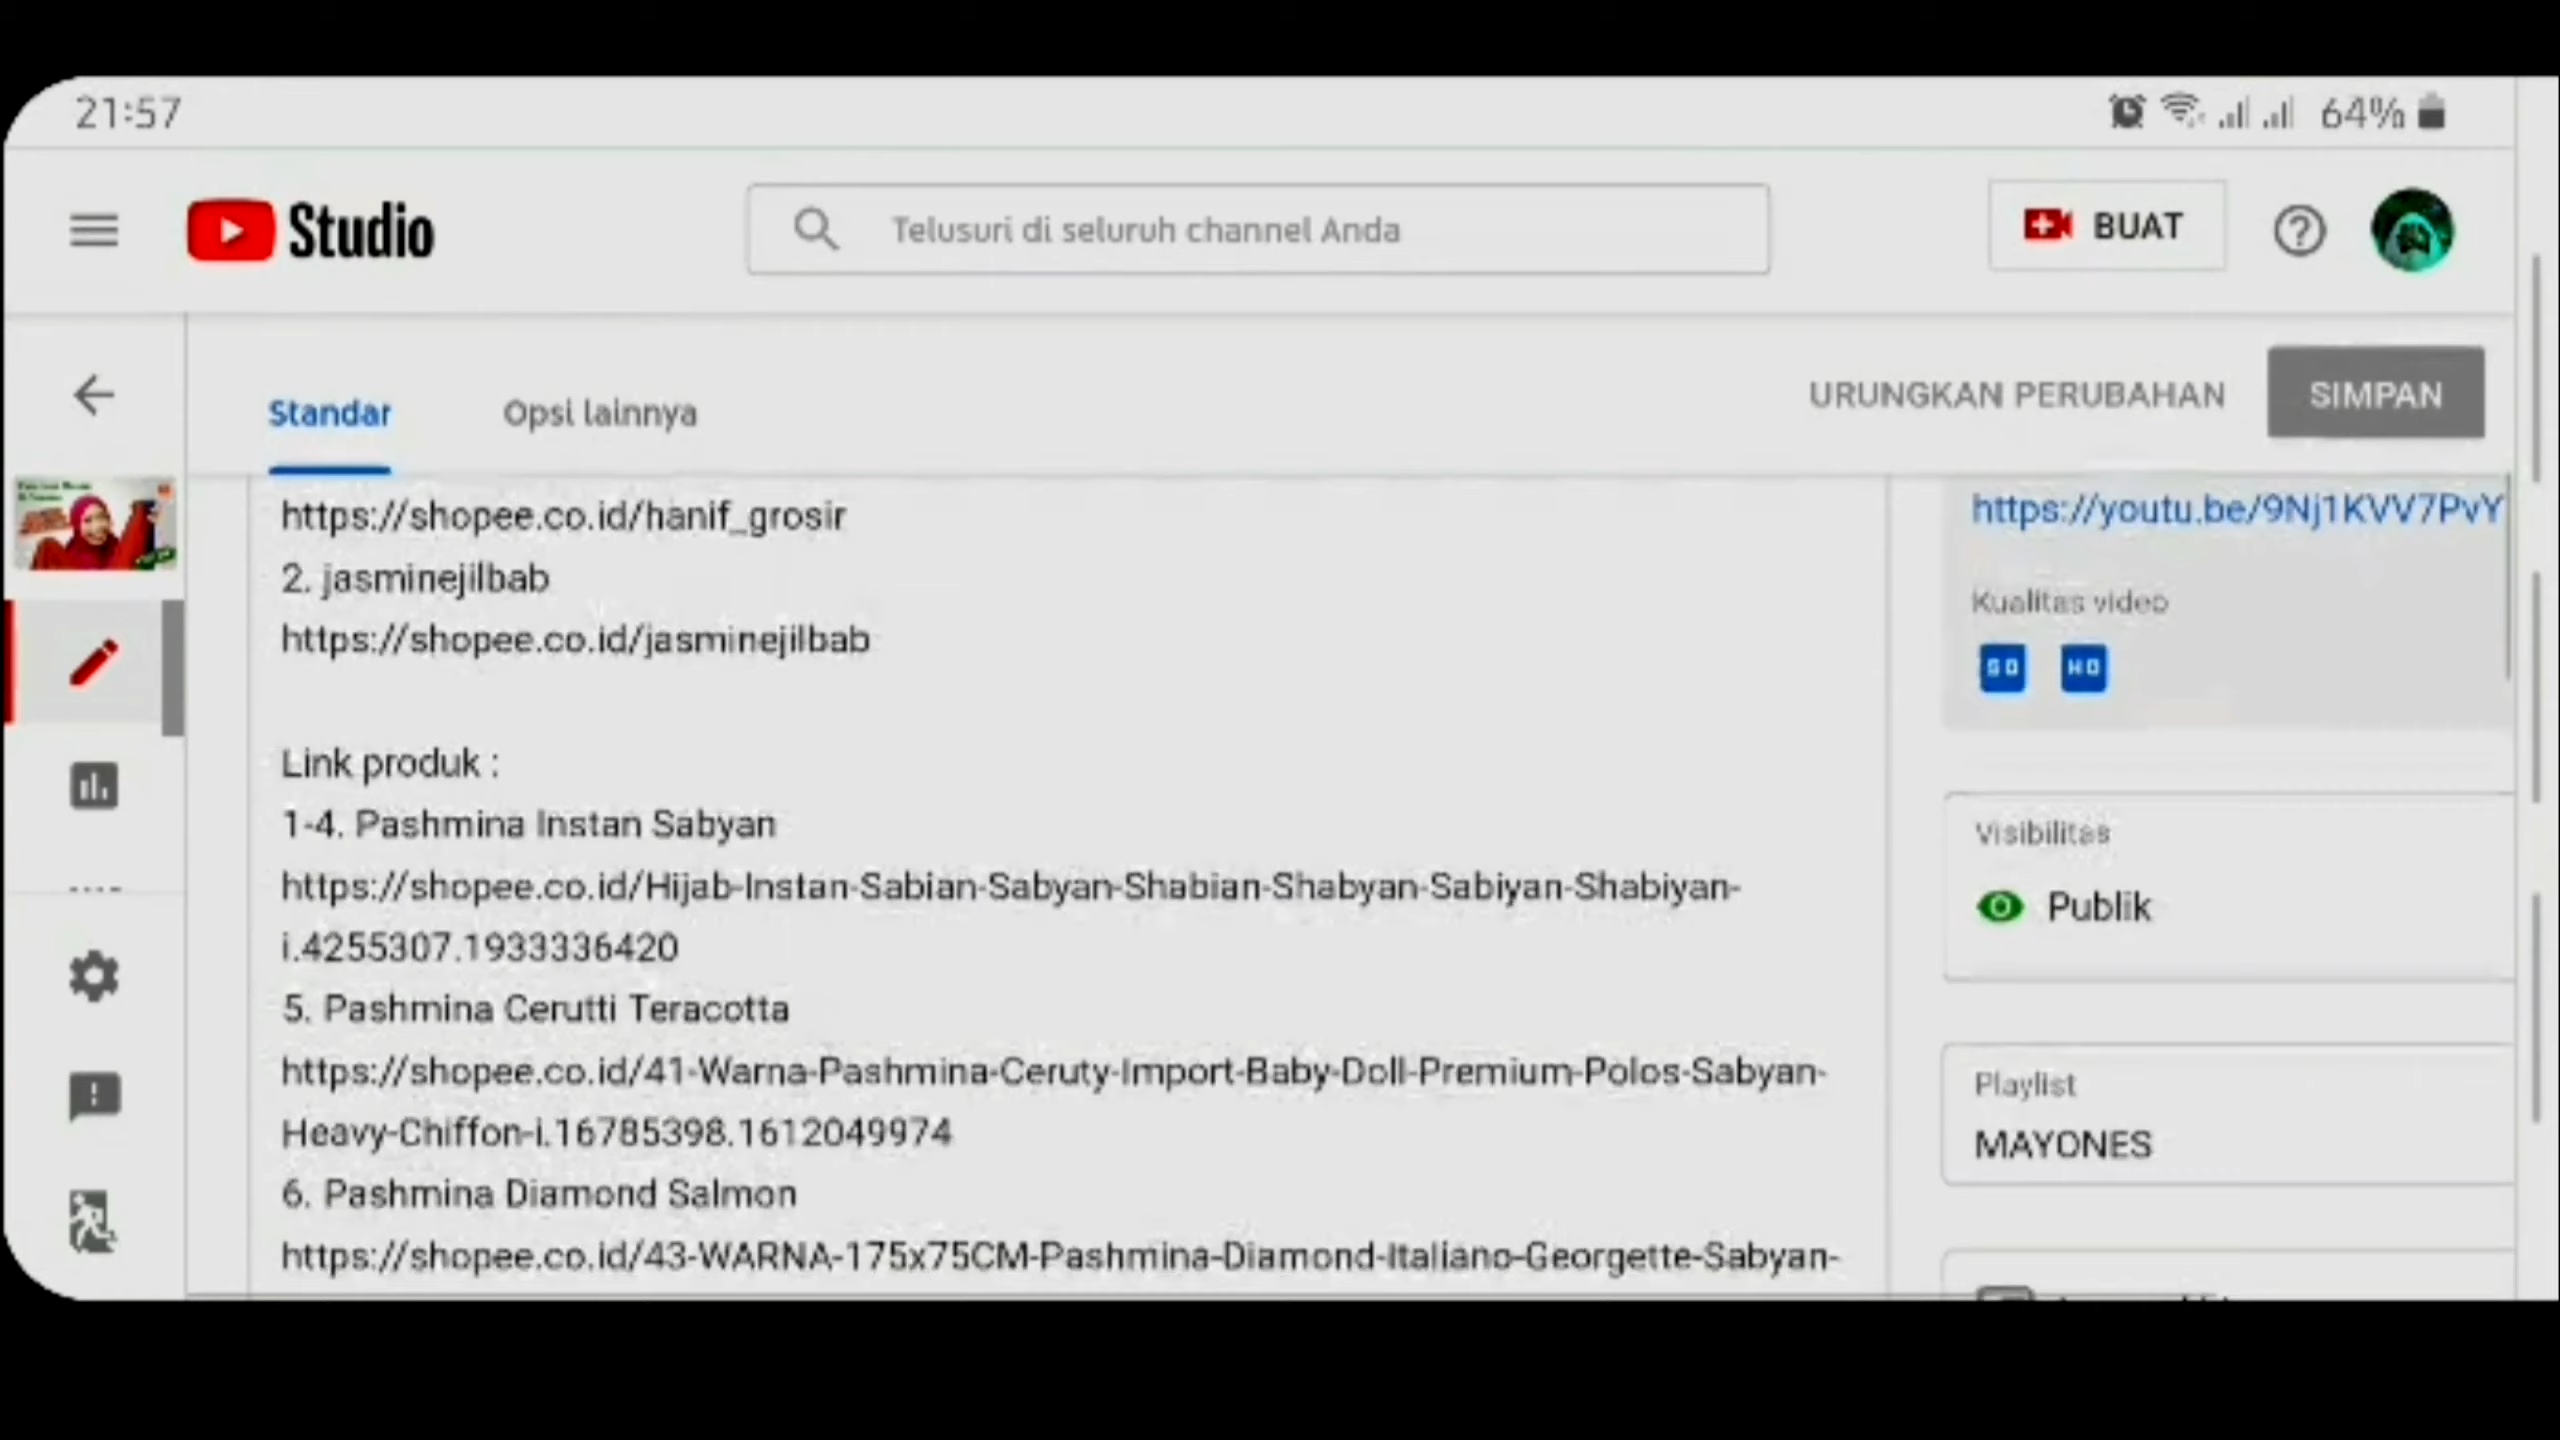 21:57
64%
Studio
Telusuri di seluruh channel Anda
BUAT
Standar
Opsi lainnya
URUNGKAN PERUBAHAN
SIMPAN
https://shopee.co.id/hanif_grosir
2. jasminejilbab
https://shopee.co.id/jasminejilbab
Link produk :
1-4. Pashmina Instan Sabyan
https://shopee.co.id/Hijab-Instan-Sabian-Sabyan-Shabian-Shabyan-Sabiyan-Shabiyan-
i.4255307.1933336420
5. Pashmina Cerutti Teracotta
https://shopee.co.id/41-Warna-Pashmina-Ceruty-Import-Baby-Doll-Premium-Polos-Sabyan-
Heavy-Chiffon-i.16785398.1612049974
6. Pashmina Diamond Salmon
https://shopee.co.id/43-WARNA-175x75CM-Pashmina-Diamond-Italiano-Georgette-Sabyan-
https://youtu.be/9Nj1KVV7PvY
Kualitas video
SD HD
Visibilitas
Publik
Playlist
MAYONES